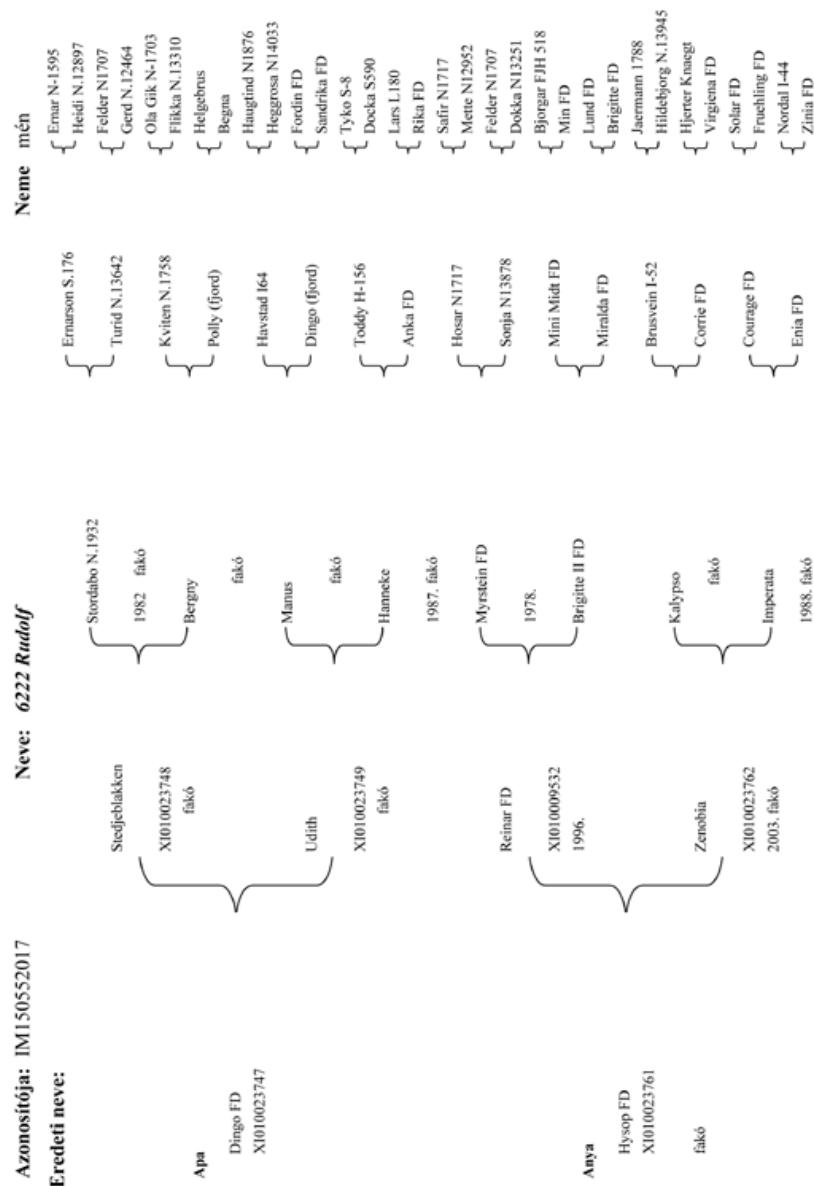 Azonosítója: IM150552017 Neve: 6222 Rudolf Neme mén
Eredeti neve:
Apa
Dingo FD
XI010023747
Anya
Hysop FD
XI010023761
fakó
Stedjeblakken
XI010023748
fakó
Udith
XI010023749
fakó
Reinar FD
XI010009532
1996.
Zenobia
XI010023762
2003. fakó
Stordabo N.1932
1982 fakó
Bergny
fakó
Manus
fakó
Hanneke
1987. fakó
Myrstein FD
1978.
Brigitte II FD
Kalypso
fakó
Imperata
1988. fakó
Ernarson S.176
Turid N.13642
Kviten N.1758
Polly (fjord)
Havstad I64
Dingo (fjord)
Toddy H-156
Anka FD
Hosar N1717
Sonja N13878
Mini Midt FD
Miralda FD
Brusvein I-52
Corrie FD
Courage FD
Enia FD
Ernar N-1595
Heidi N.12897
Felder N1707
Gerd N.12464
Ola Gik N-1703
Flikka N.13310
Helgebrus
Begna
Haugtind N1876
Heggrosa N14033
Fordin FD
Sandrika FD
Tyko S-8
Docka S590
Lars L180
Rika FD
Safir N1717
Mette N12952
Felder N1707
Dokka N13251
Bjorgar FJH 518
Min FD
Lund FD
Brigitte FD
Jaermann 1788
Hildebjorg N.13945
Hjerter Knaegt
Virgiena FD
Solar FD
Fruehling FD
Nordal I-44
Zinia FD